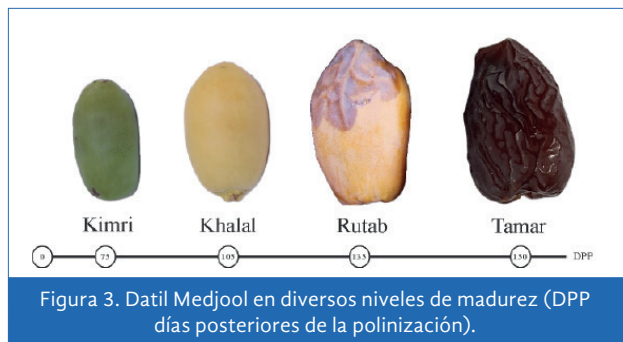 Kimri Khalal Rutab Tamar
0 75 105 135 150 DPP
Figura 3. Datil Medjool en diversos niveles de madurez (DPP
días posteriores de la polinización).